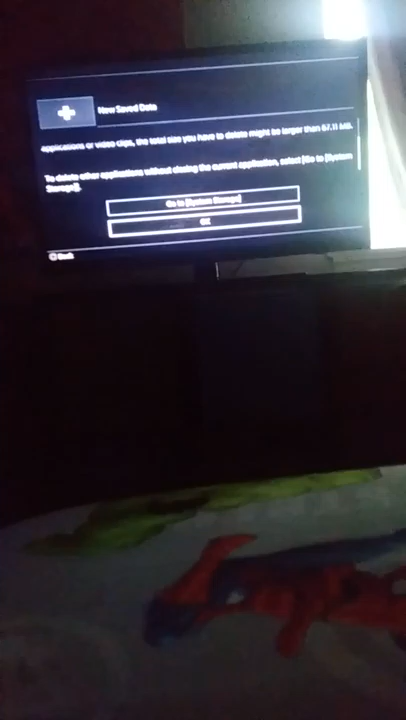 New Saved Data
applications or video clips, the total size you have to delete might be larger than 67.11 MB.
To delete other applications without closing the current application, select [Go to [System
Storage]].
Go to [System Storage]
OK
Back